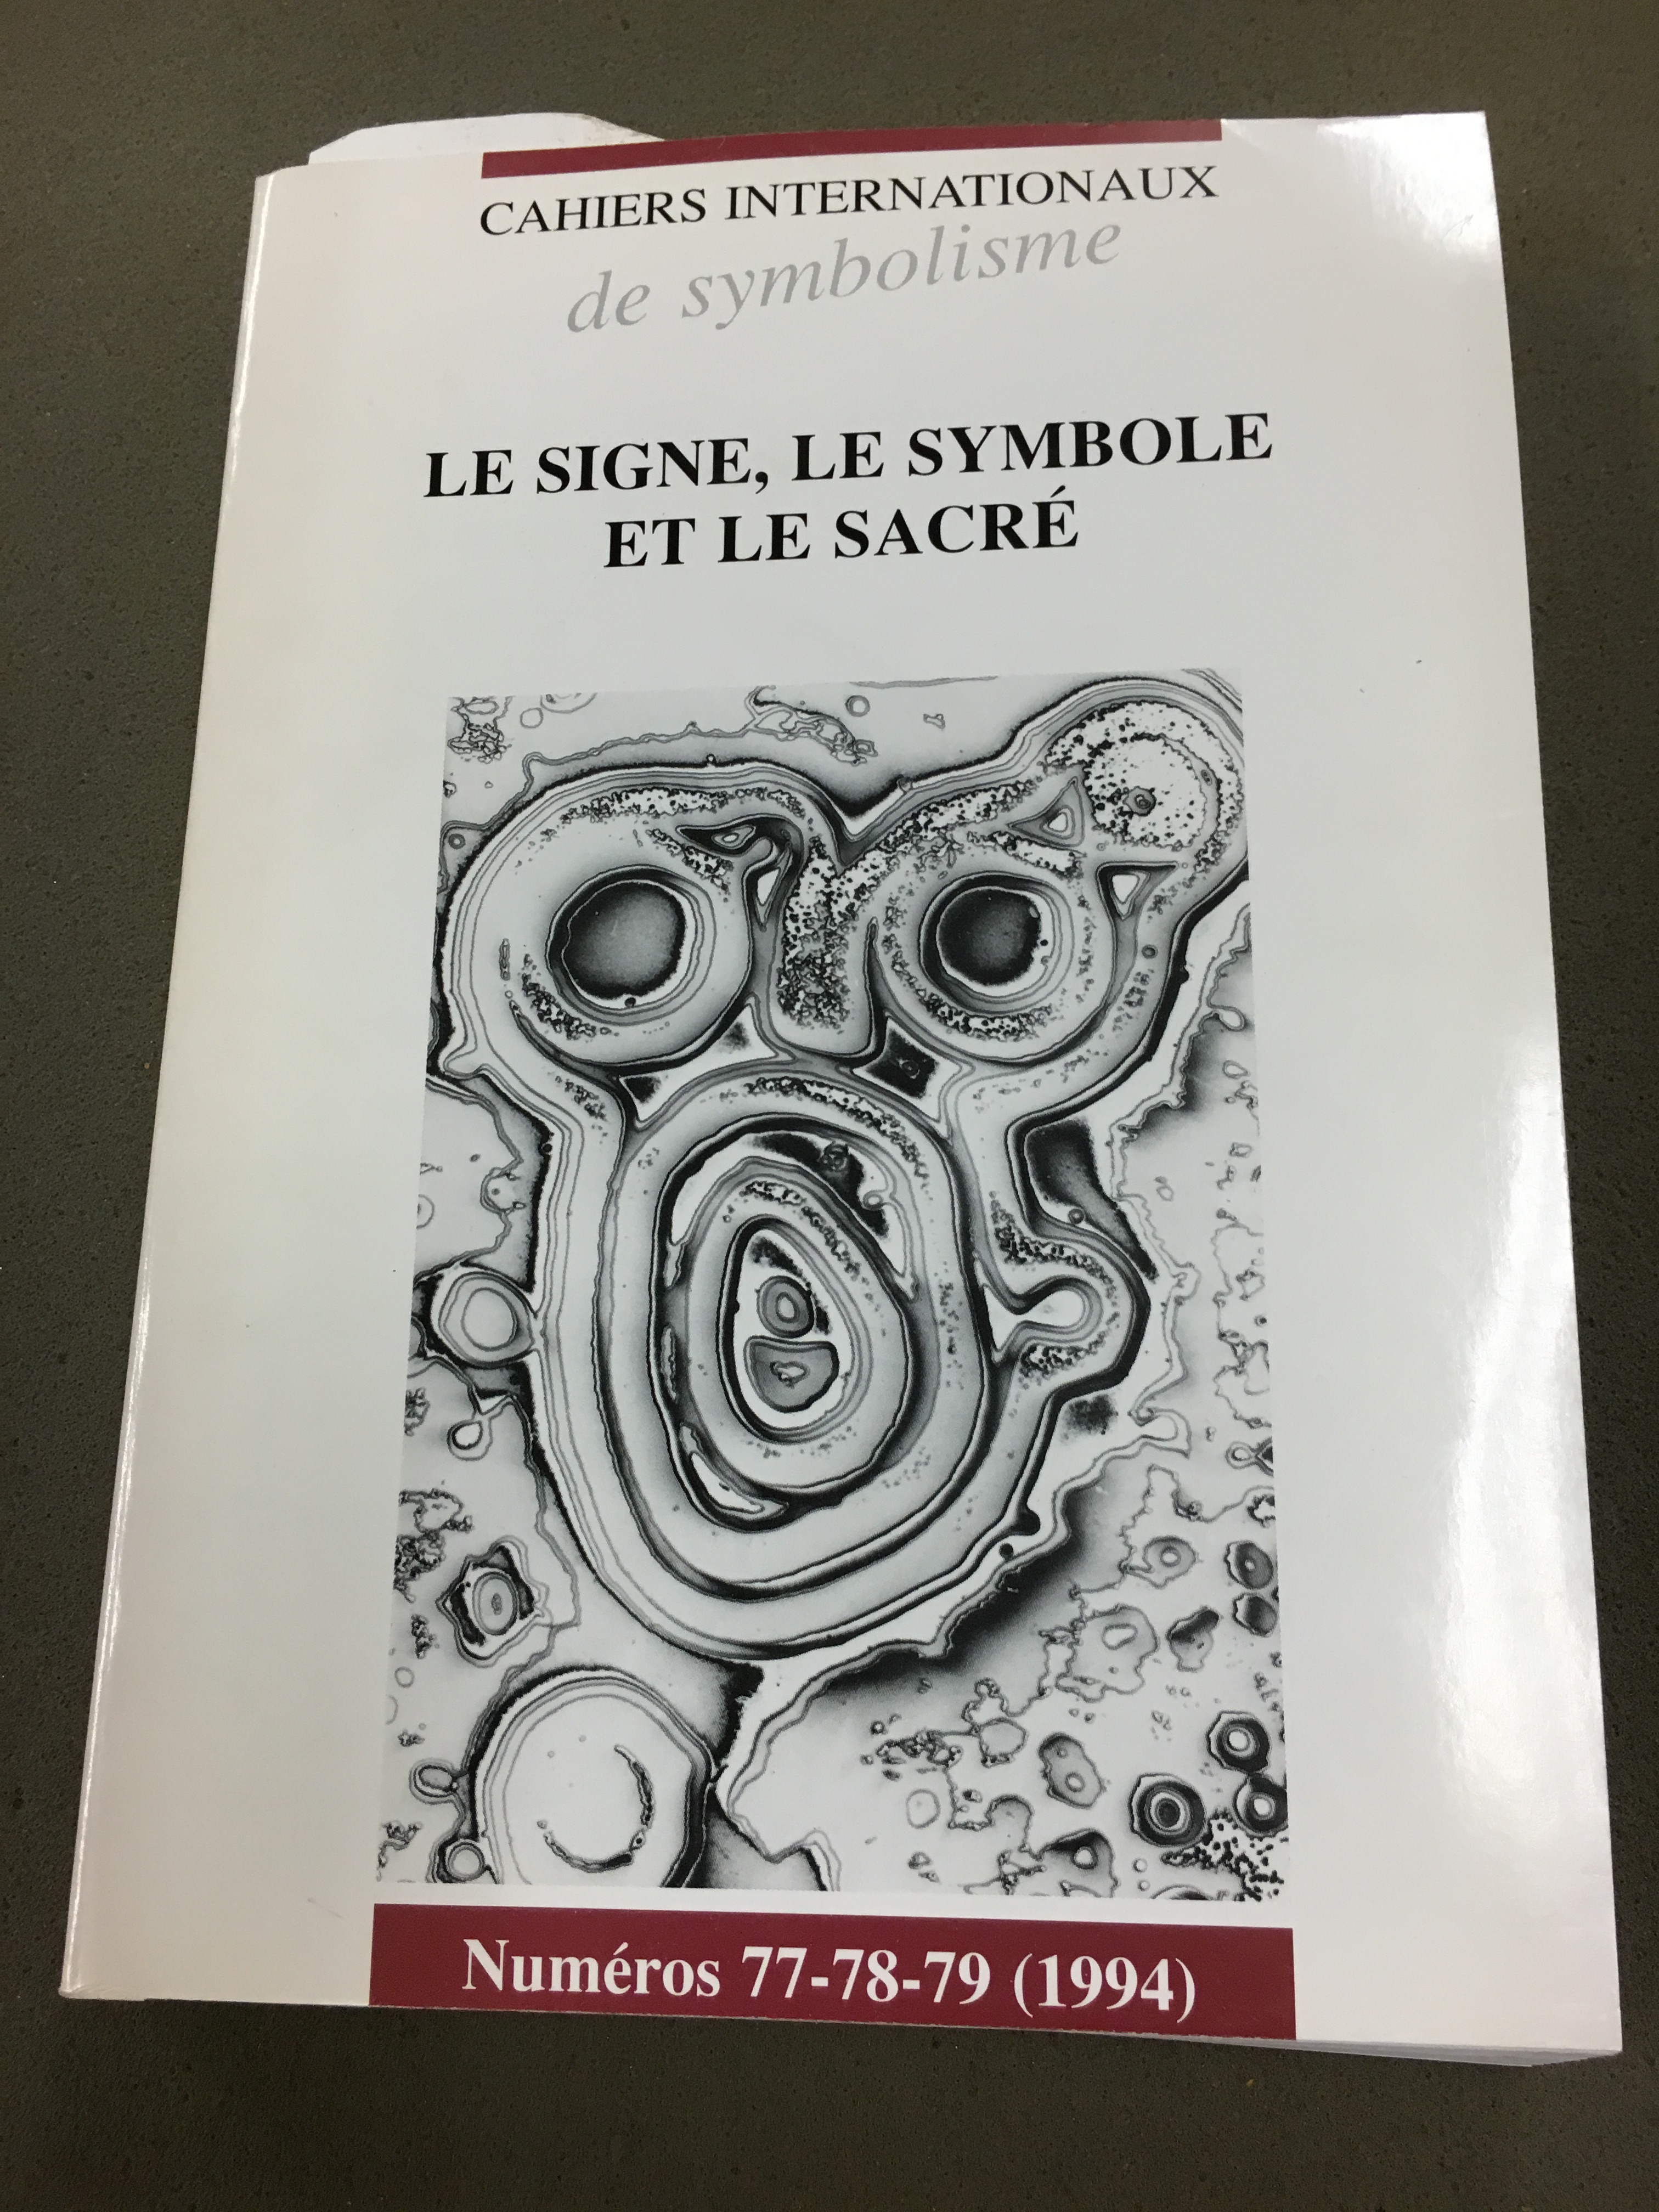 CAHIERS INTERNATIONAUX
de symbolisme
LE SIGNE, LE SYMBOLE
ET LE SACRÉ
Numéros 77-78-79 (1994)